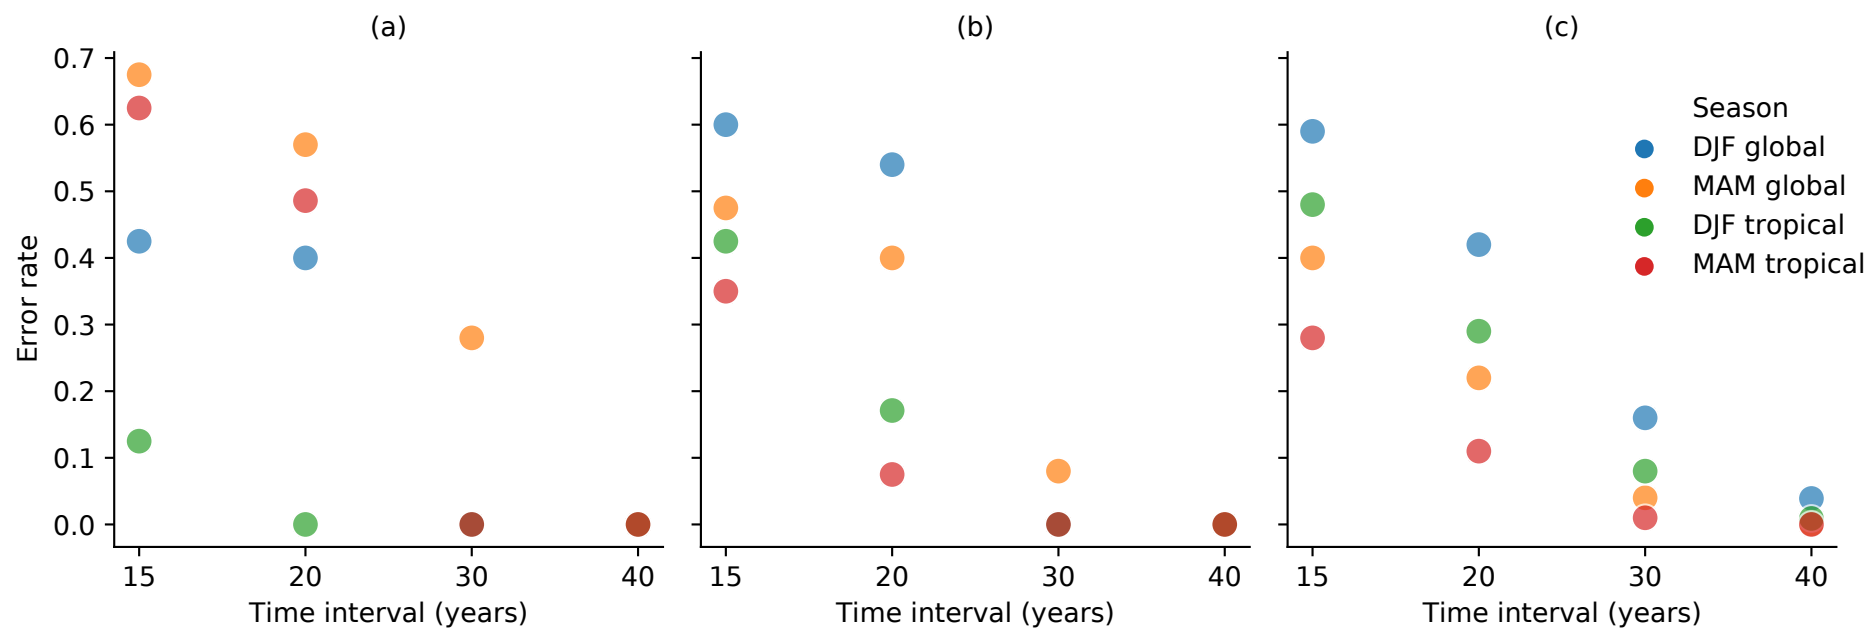 (a)
(b)
(c)
0.7
0.6
0.5
0.4
0.3
0.2
0.1
0.0
Error rate
15 20 30 40
15 20 30 40
15 20 30 40
Time interval (years)
Time interval (years)
Time interval (years)
Season
DJF global
MAM global
DJF tropical
MAM tropical